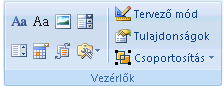 Aa Aa
Tervező mód
Tulajdonságok
Csoportosítás
Vezérlők